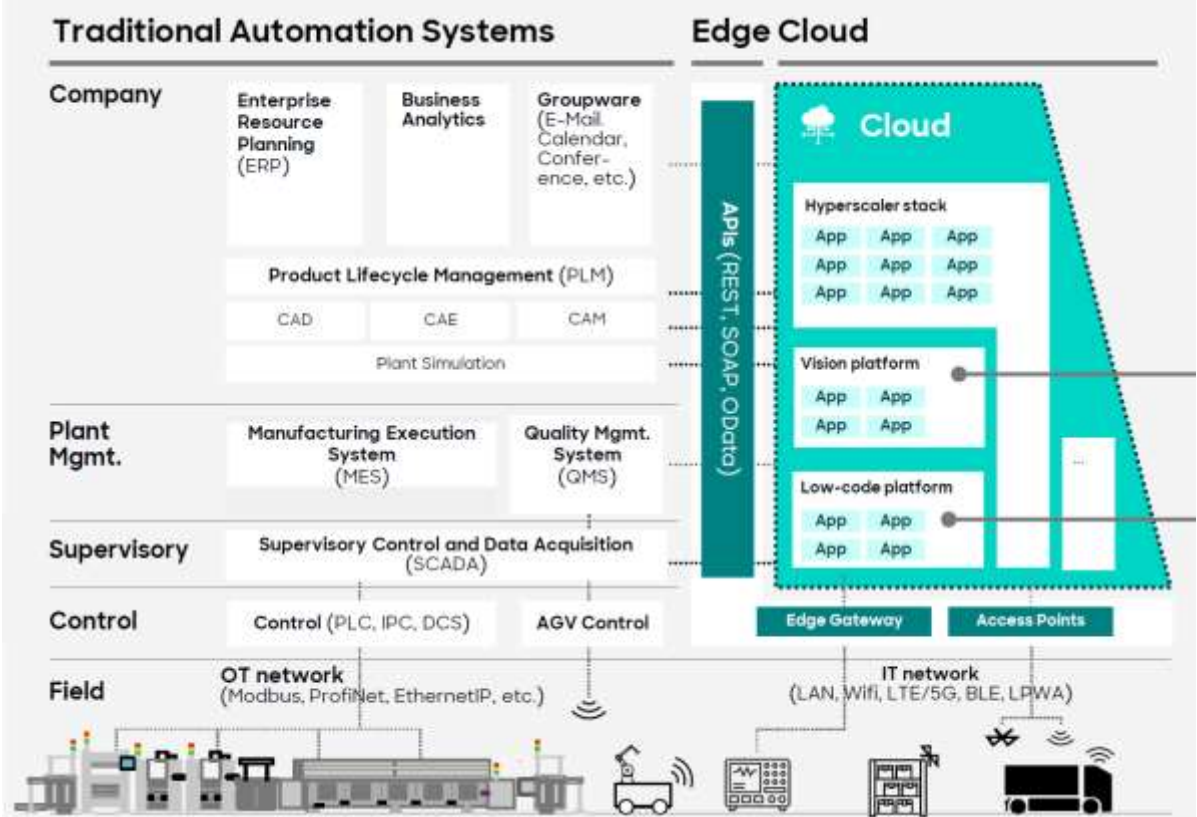 Traditional Automation Systems
Edge Cloud
Company
Enterprise
Resource
Planning
(ERP)
Business
Analytics
Groupware
(E-Mail.
Calendar,
Confer-
ence, etc.)
Product Lifecycle Management (PLM)
CAD
CAE
CAM
Plant Simulation
Plant
Mgmt.
Manufacturing Execution
System
(MES)
Quality Mgmt.
System
(QMS)
Supervisory
Supervisory Control and Data Acquisition
(SCADA)
Control
Control (PLC, IPC, DCS)
AGV Control
Field
OT network
(Modbus, ProfiNet, EthernetIP, etc.)
APIs (REST, SOAP, OData)
Cloud
Hyperscaler stack
App App App
App App App
App App App
Vision platform
App App
App App
Low-code platform
App App
App App
...
Edge Gateway
Access Points
IT network
(LAN, Wifi, LTE/5G, BLE, LPWA)